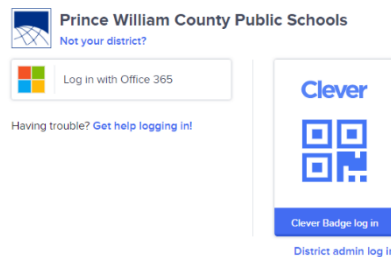 Prince William County Public Schools
Not your district?
Log in with Office 365
Having trouble? Get help logging in!
Clever
Clever Badge log in
District admin log in